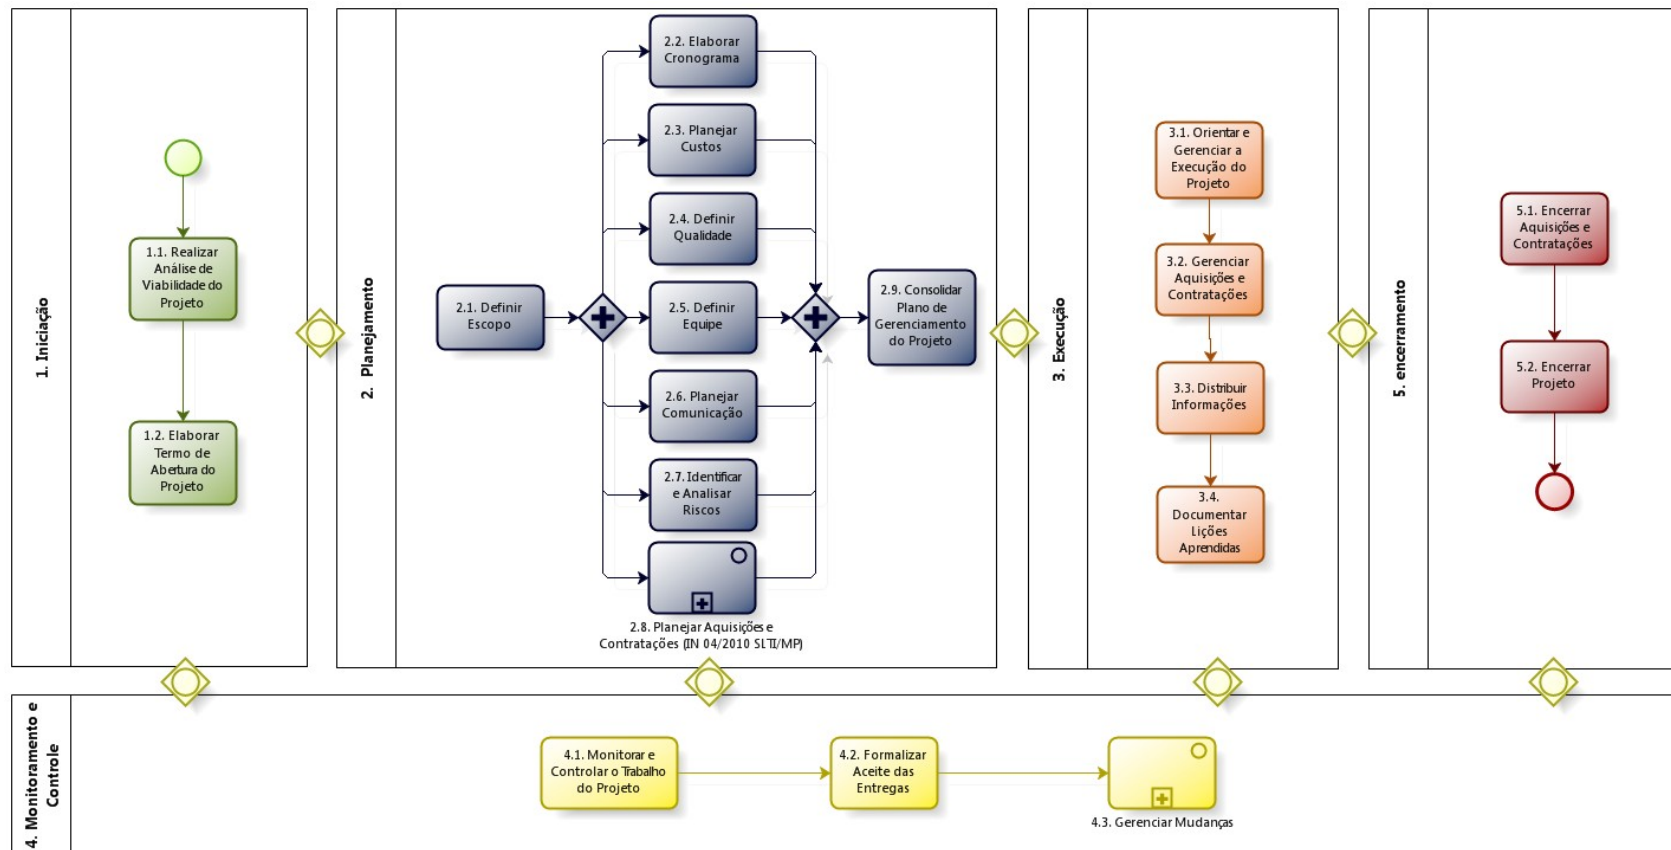 1. Iniciação
1.1. Realizar
Análise de
Viabilidade do
Projeto
1.2. Elaborar
Termo de
Abertura do
Projeto
2. Planejamento
2.1. Definir
Escopo
2.2. Elaborar
Cronograma
2.3. Planejar
Custos
2.4. Definir
Qualidade
2.5. Definir
Equipe
2.6. Planejar
Comunicação
2.7. Identificar
e Analisar
Riscos
2.8. Planejar Aquisições e
Contratações (IN 04/2010 SLTI/MP)
2.9. Consolidar
Plano de
Gerenciamento
do Projeto
3. Execução
3.1. Orientar e
Gerenciar a
Execução do
Projeto
3.2. Gerenciar
Aquisições e
Contratações
3.3. Distribuir
Informações
3.4.
Documentar
Lições
Aprendidas
5. encerramento
5.1. Encerrar
Aquisições e
Contratações
5.2. Encerrar
Projeto
4. Monitoramento e
Controle
4.1. Monitorar e
Controlar o Trabalho
do Projeto
4.2. Formalizar
Aceite das
Entregas
4.3. Gerenciar Mudanças